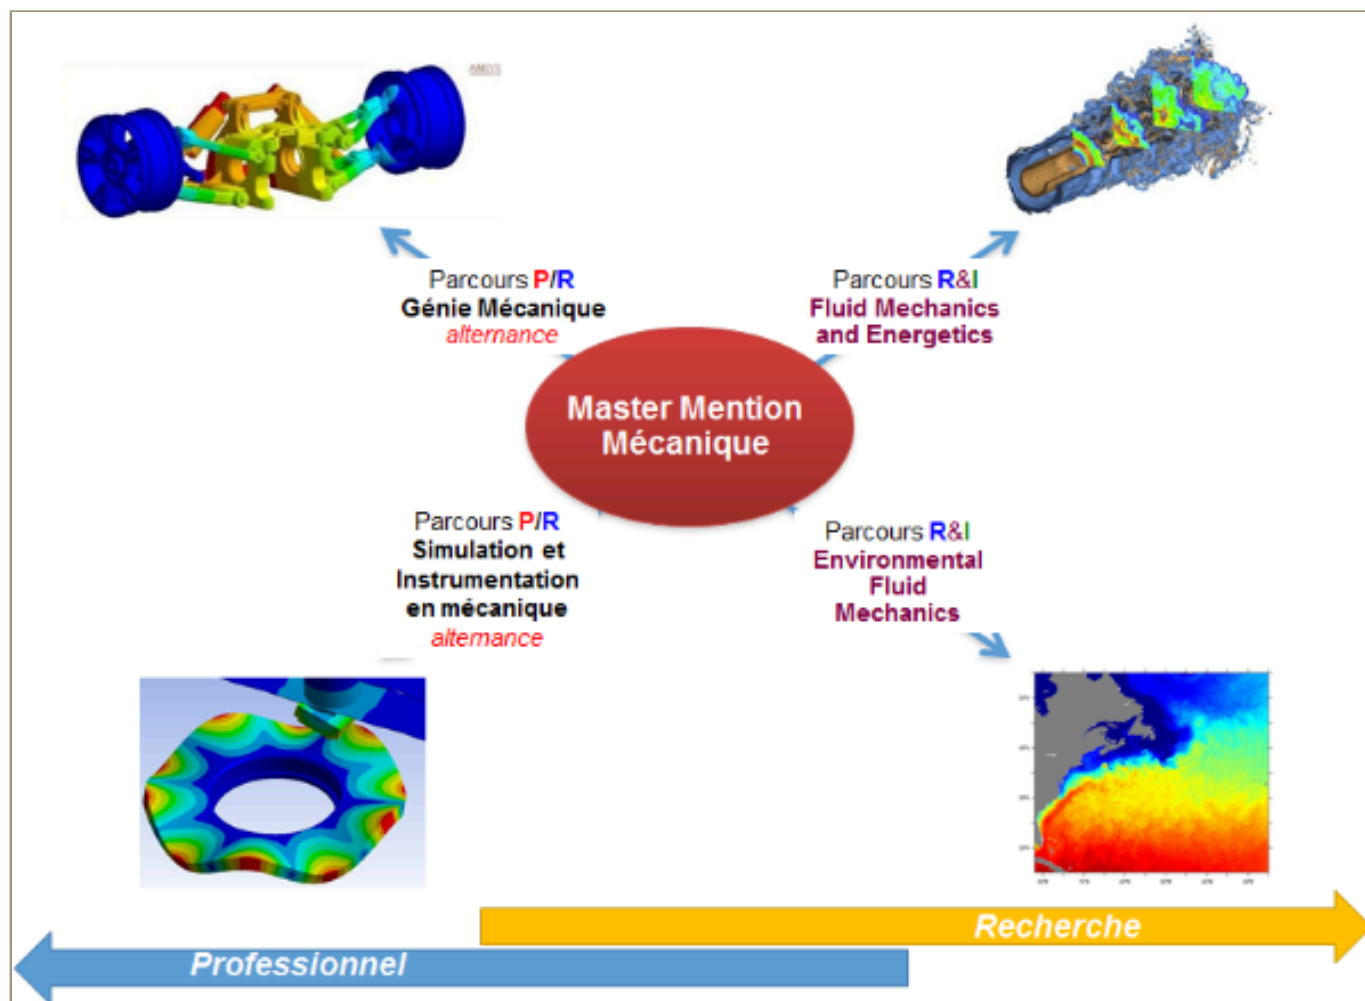 Parcours P/R
Génie Mécanique
alternance
Parcours R&I
Fluid Mechanics
and Energetics
Master Mention
Mécanique
Parcours P/R
Simulation et
Instrumentation
en mécanique
alternance
Parcours R&I
Environmental
Fluid
Mechanics
Recherche
Professionnel